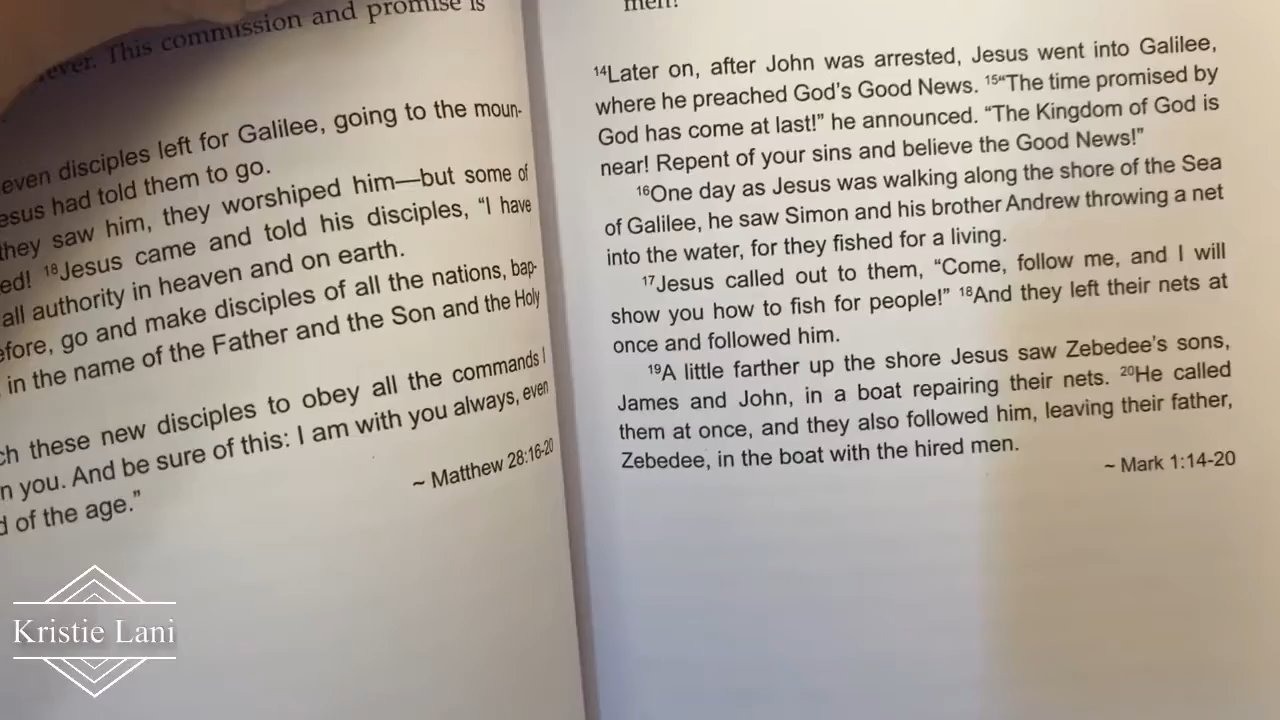 This commission and promise is
even disciples left for Galilee, going to the moun-
esus had told them to go.
they saw him, they worshiped him—but some of
ed! 18Jesus came and told his disciples, “I have
all authority in heaven and on earth.
efore, go and make disciples of all the nations, bap-
in the name of the Father and the Son and the Holy
ch these new disciples to obey all the commands I
n you. And be sure of this: I am with you always, even
d of the age.”
~ Matthew 28:16-20
men!
14Later on, after John was arrested, Jesus went into Galilee,
where he preached God’s Good News. 15“The time promised by
God has come at last!” he announced. “The Kingdom of God is
near! Repent of your sins and believe the Good News!”
16One day as Jesus was walking along the shore of the Sea
of Galilee, he saw Simon and his brother Andrew throwing a net
into the water, for they fished for a living.
17Jesus called out to them, “Come, follow me, and I will
show you how to fish for people!” 18And they left their nets at
once and followed him.
19A little farther up the shore Jesus saw Zebedee’s sons,
James and John, in a boat repairing their nets. 20He called
them at once, and they also followed him, leaving their father,
Zebedee, in the boat with the hired men.
~ Mark 1:14-20
Kristie Lani